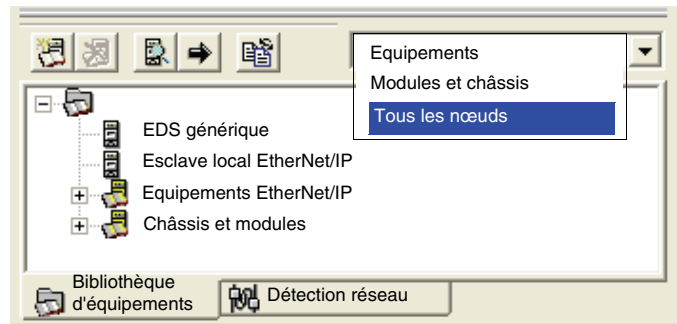 Equipements
Modules et châssis
Tous les nœuds
EDS générique
Esclave local EtherNet/IP
Equipements EtherNet/IP
Châssis et modules
Bibliothèque
d'équipements
Détection réseau